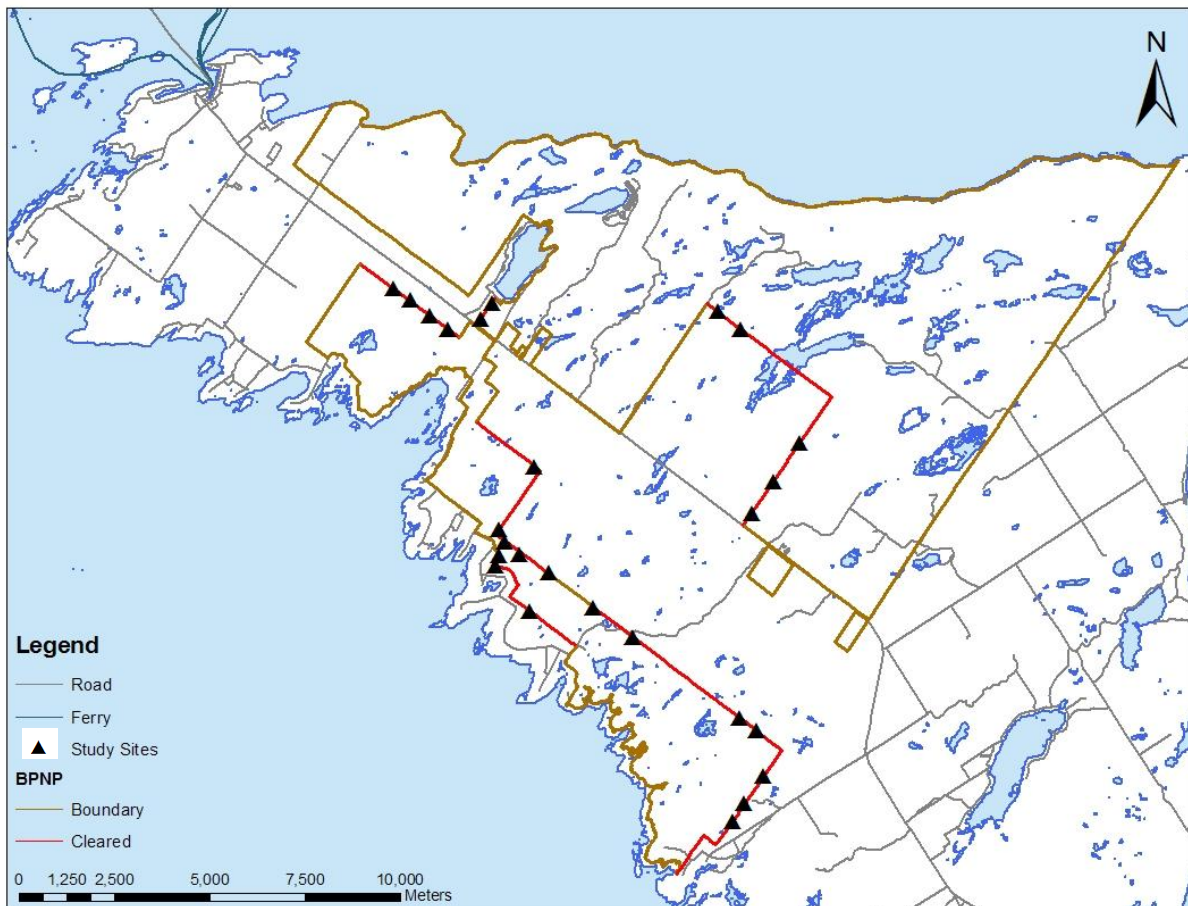 N
Legend
Road
Ferry
Study Sites
BPNP
Boundary
Cleared
0 1,250 2,500 5,000 7,500 10,000
Meters